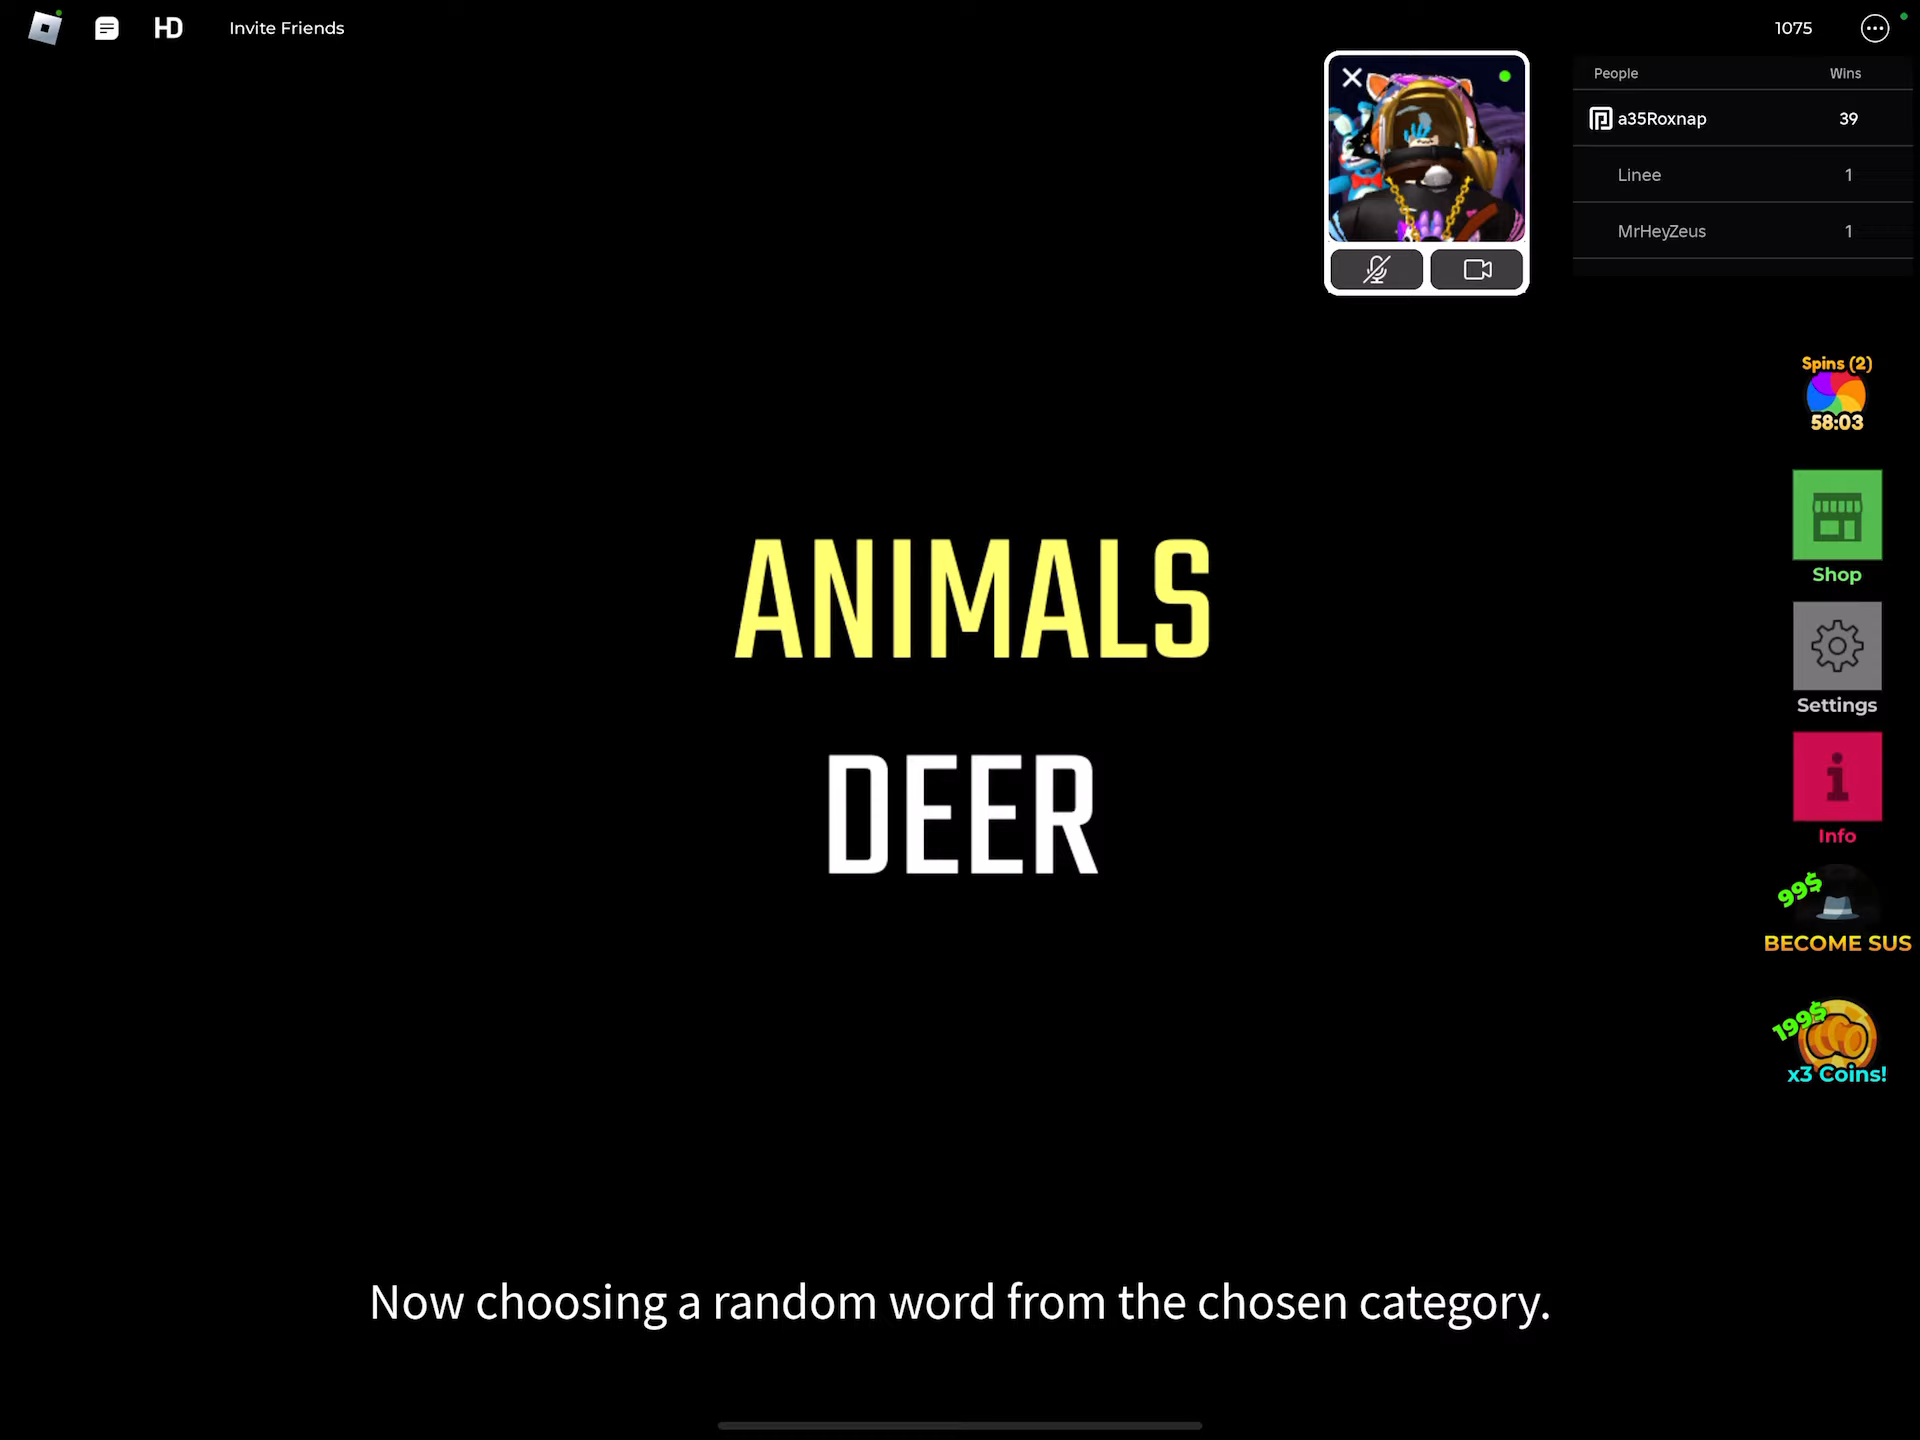 HD
Invite Friends
1075
People Wins
a35Roxnap 39
Linee 1
MrHeyZeus 1
Spins (2)
58:03
Shop
Settings
i
Info
99$
BECOME SUS
199$
x3 Coins!
ANIMALS
DEER
Now choosing a random word from the chosen category.